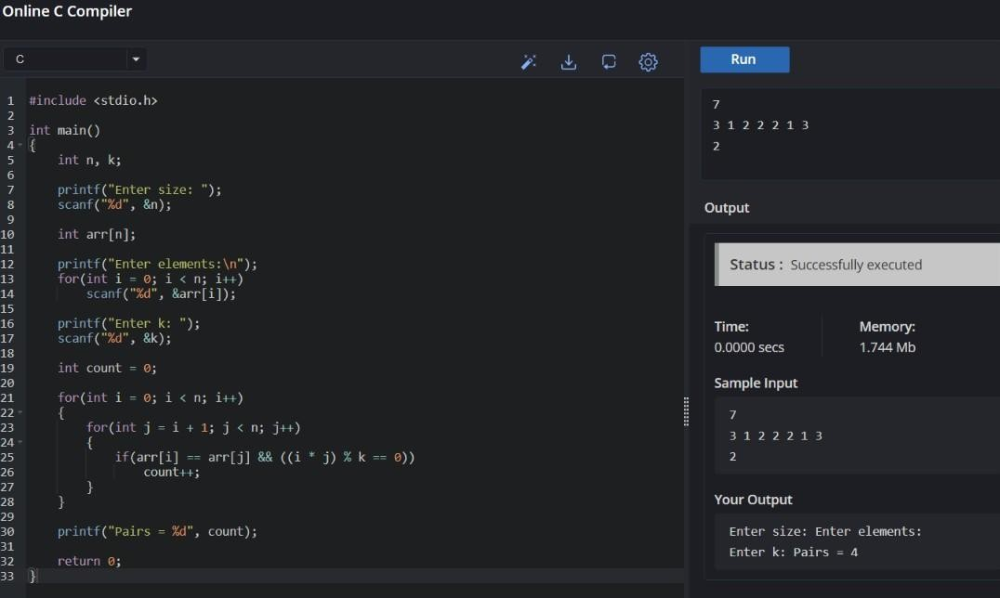 Online C Compiler
C
Run
1 #include <stdio.h>
2
3 int main()
4 {
5     int n, k;
6
7     printf("Enter size: ");
8     scanf("%d", &n);
9
10     int arr[n];
11
12     printf("Enter elements:\n");
13     for(int i = 0; i < n; i++)
14         scanf("%d", &arr[i]);
15
16     printf("Enter k: ");
17     scanf("%d", &k);
18
19     int count = 0;
20
21     for(int i = 0; i < n; i++)
22     {
23         for(int j = i + 1; j < n; j++)
24         {
25             if(arr[i] == arr[j] && ((i * j) % k == 0))
26                 count++;
27         }
28     }
29
30     printf("Pairs = %d", count);
31
32     return 0;
33 }
7
3 1 2 2 2 1 3
2
Output
Status : Successfully executed
Time:
0.0000 secs
Memory:
1.744 Mb
Sample Input
7
3 1 2 2 2 1 3
2
Your Output
Enter size: Enter elements:
Enter k: Pairs = 4